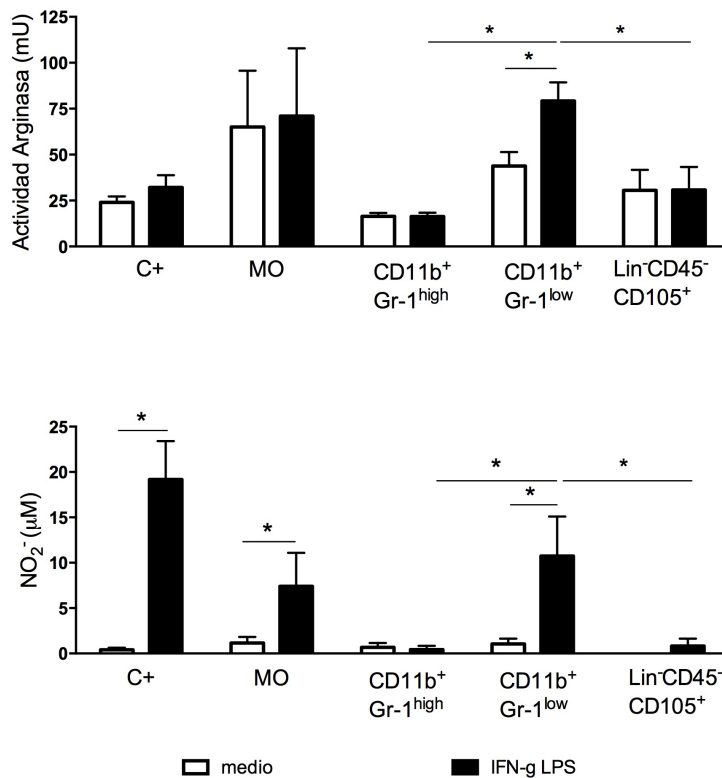 Actividad Arginasa (mU)
125
100
75
50
25
0
* * *
C+ MO CD11b⁺ CD11b⁺ Lin⁻CD45⁻
Gr-1ʰⁱᵍʰ Gr-1ˡᵒʷ CD105⁺
NO₂⁻ (μM)
25
20
15
10
5
0
* * * * *
C+ MO CD11b⁺ CD11b⁺ Lin⁻CD45⁻
Gr-1ʰⁱᵍʰ Gr-1ˡᵒʷ CD105⁺
medio IFN-g LPS